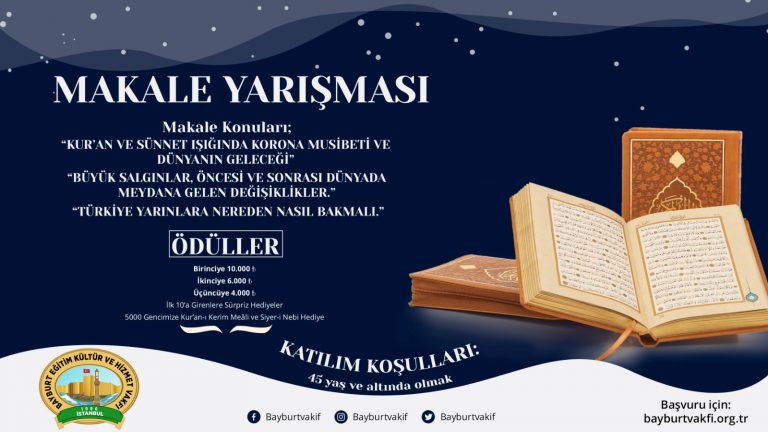 MAKALE YARIŞMASI
Makale Konuları;
“KUR’AN VE SÜNNET IŞIĞINDA KORONA MUSİBETİ VE
DÜNYANIN GELECEĞİ”
“BÜYÜK SALGINLAR, ÖNCESİ VE SONRASI DÜNYADA
MEYDANA GELEN DEĞİŞİKLİKLER.”
“TÜRKİYE YARINLARA NEREDEN NASIL BAKMALI.”
ÖDÜLLER
Birinciye 10.000 ₺
İkinciye 6.000 ₺
Üçüncüye 4.000 ₺
İlk 10’a Girenlere Sürpriz Hediyeler
5000 Gencimize Kur’an-ı Kerim Meâli ve Siyer-i Nebi Hediye
KATILIM KOŞULLARI:
45 yaş ve altında olmak
BAYBURT EĞİTİM KÜLTÜR VE HİZMET VAKFI
1986
İSTANBUL
Bayburtvakif Bayburtvakif Bayburtvakif
Başvuru için:
bayburtvakfi.org.tr